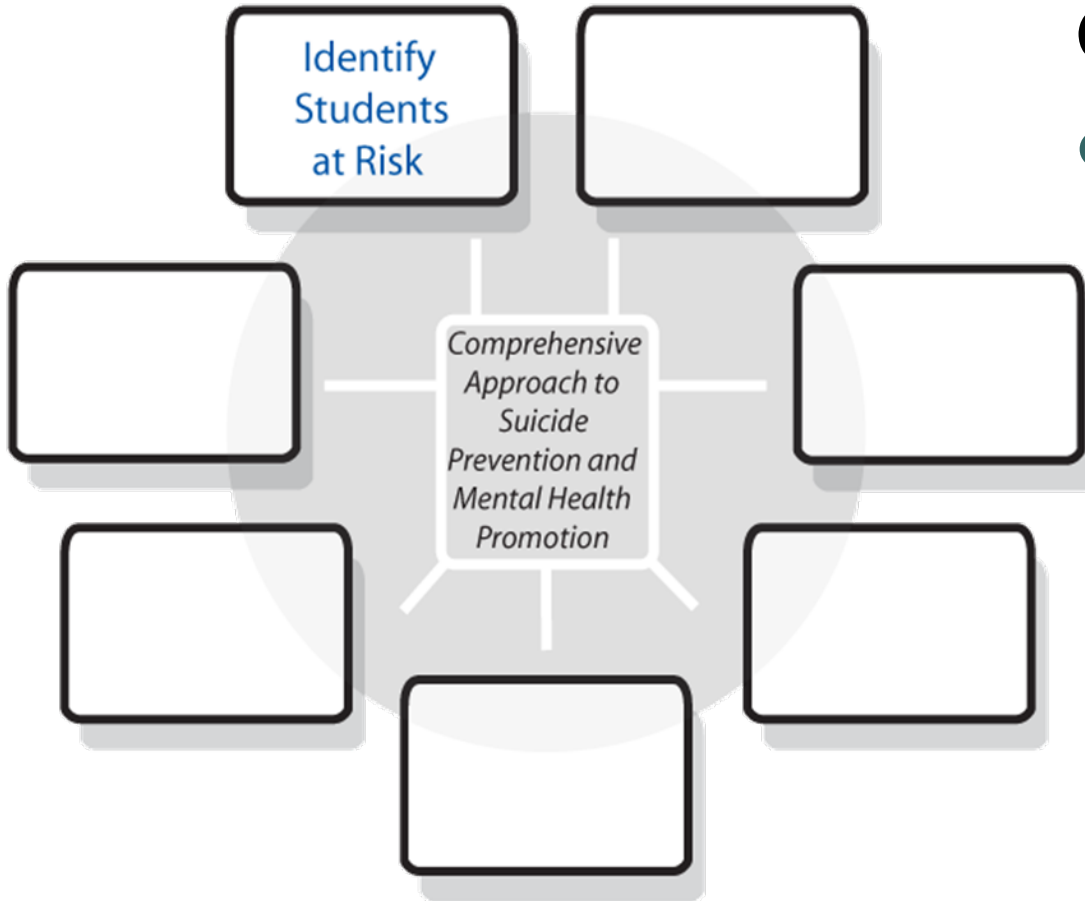 Identify
Students
at Risk
Comprehensive
Approach to
Suicide
Prevention and
Mental Health
Promotion